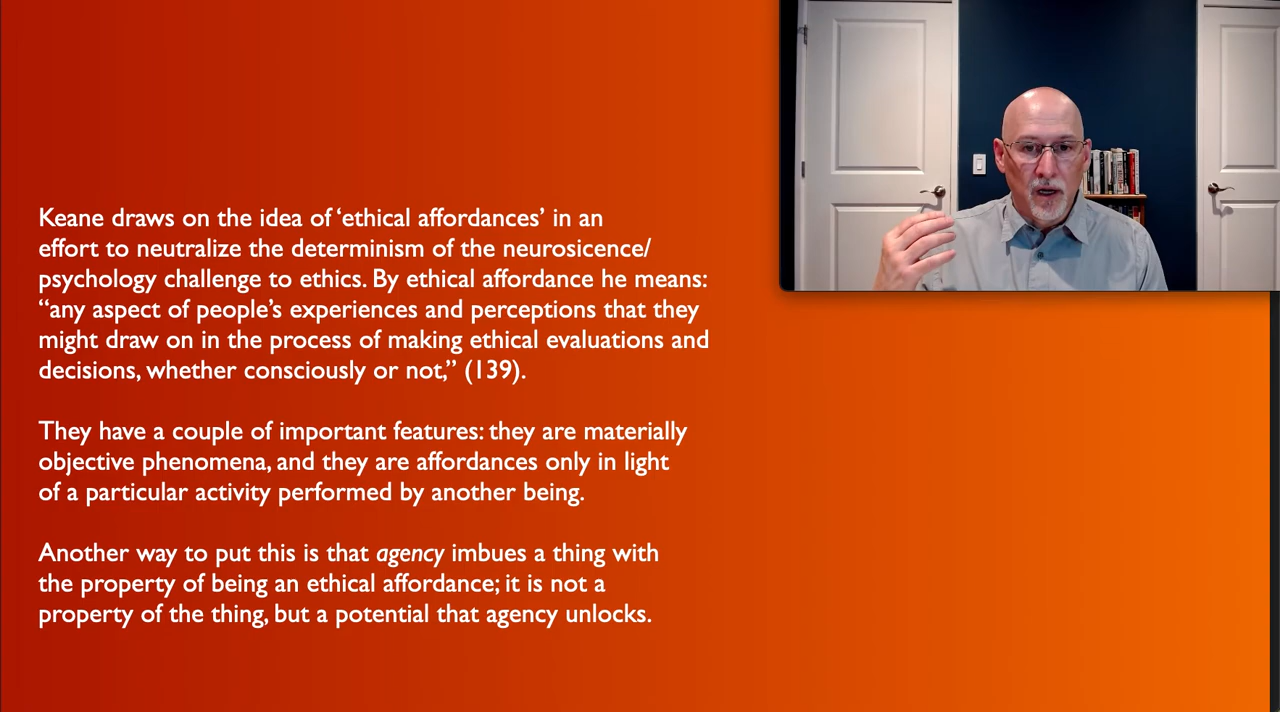 Keane draws on the idea of ‘ethical affordances’ in an
effort to neutralize the determinism of the neurosicence/
psychology challenge to ethics. By ethical affordance he means:
“any aspect of people’s experiences and perceptions that they
might draw on in the process of making ethical evaluations and
decisions, whether consciously or not,” (139).
They have a couple of important features: they are materially
objective phenomena, and they are affordances only in light
of a particular activity performed by another being.
Another way to put this is that agency imbues a thing with
the property of being an ethical affordance; it is not a
property of the thing, but a potential that agency unlocks.